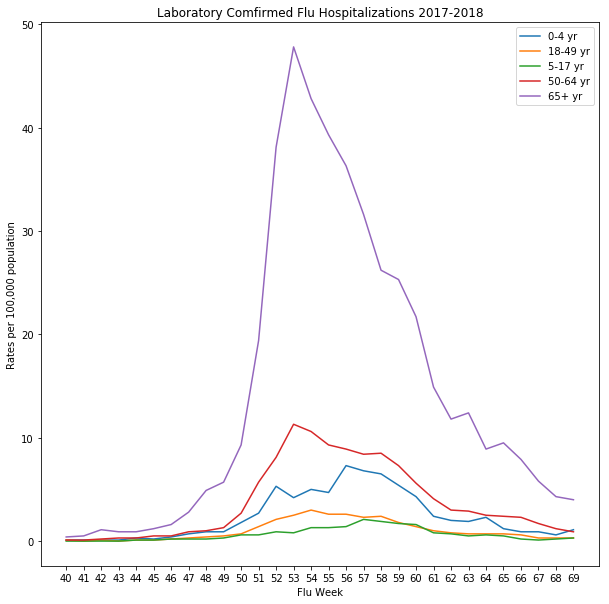 Laboratory Comfirmed Flu Hospitalizations 2017-2018
0-4 yr
18-49 yr
5-17 yr
50-64 yr
65+ yr
Rates per 100,000 population
50
40
30
20
10
0
40 41 42 43 44 45 46 47 48 49 50 51 52 53 54 55 56 57 58 59 60 61 62 63 64 65 66 67 68 69
Flu Week